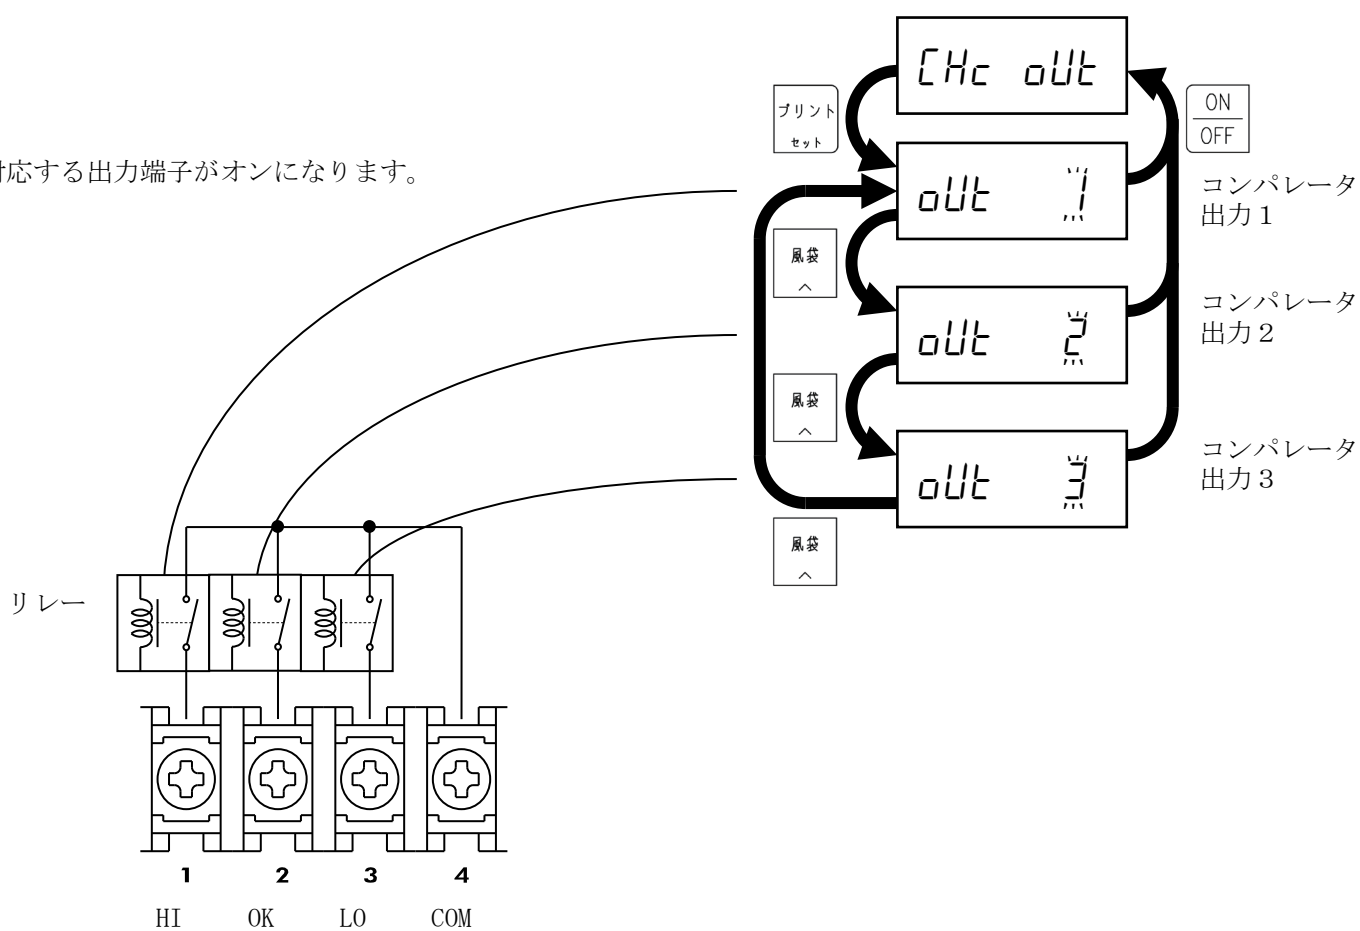 CHc oUt
プリント
セット
ON
OFF
応する出力端子がオンになります。
oUt 1
コンパレータ
出力１
風袋
oUt 2
コンパレータ
出力２
風袋
oUt 3
コンパレータ
出力３
風袋
リレー
1 2 3 4
HI OK LO COM